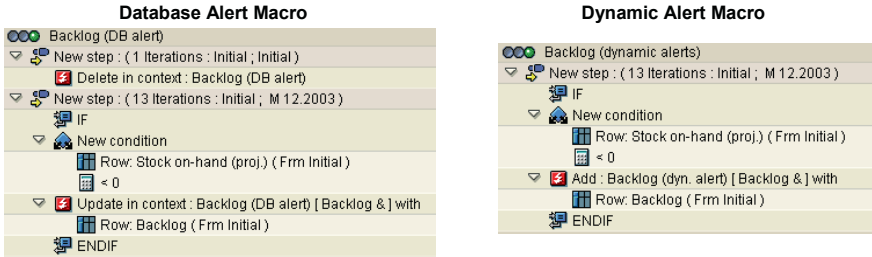 Database Alert Macro
Backlog (DB alert)
New step : ( 1 Iterations : Initial ; Initial )
Delete in context : Backlog (DB alert)
New step : ( 13 Iterations : Initial ; M 12.2003 )
IF
New condition
Row: Stock on-hand (proj.) ( Frm Initial )
< 0
Update in context : Backlog (DB alert) [ Backlog & ] with
Row: Backlog ( Frm Initial )
ENDIF
Dynamic Alert Macro
Backlog (dynamic alerts)
New step : ( 13 Iterations : Initial ; M 12.2003 )
IF
New condition
Row: Stock on-hand (proj.) ( Frm Initial )
< 0
Add : Backlog (dyn. alert) [ Backlog & ] with
Row: Backlog ( Frm Initial )
ENDIF